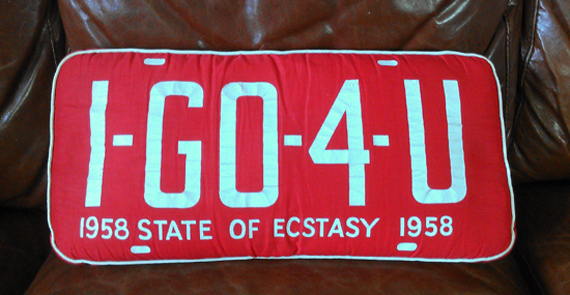 I-GO-4-U
1958 STATE OF ECSTASY 1958